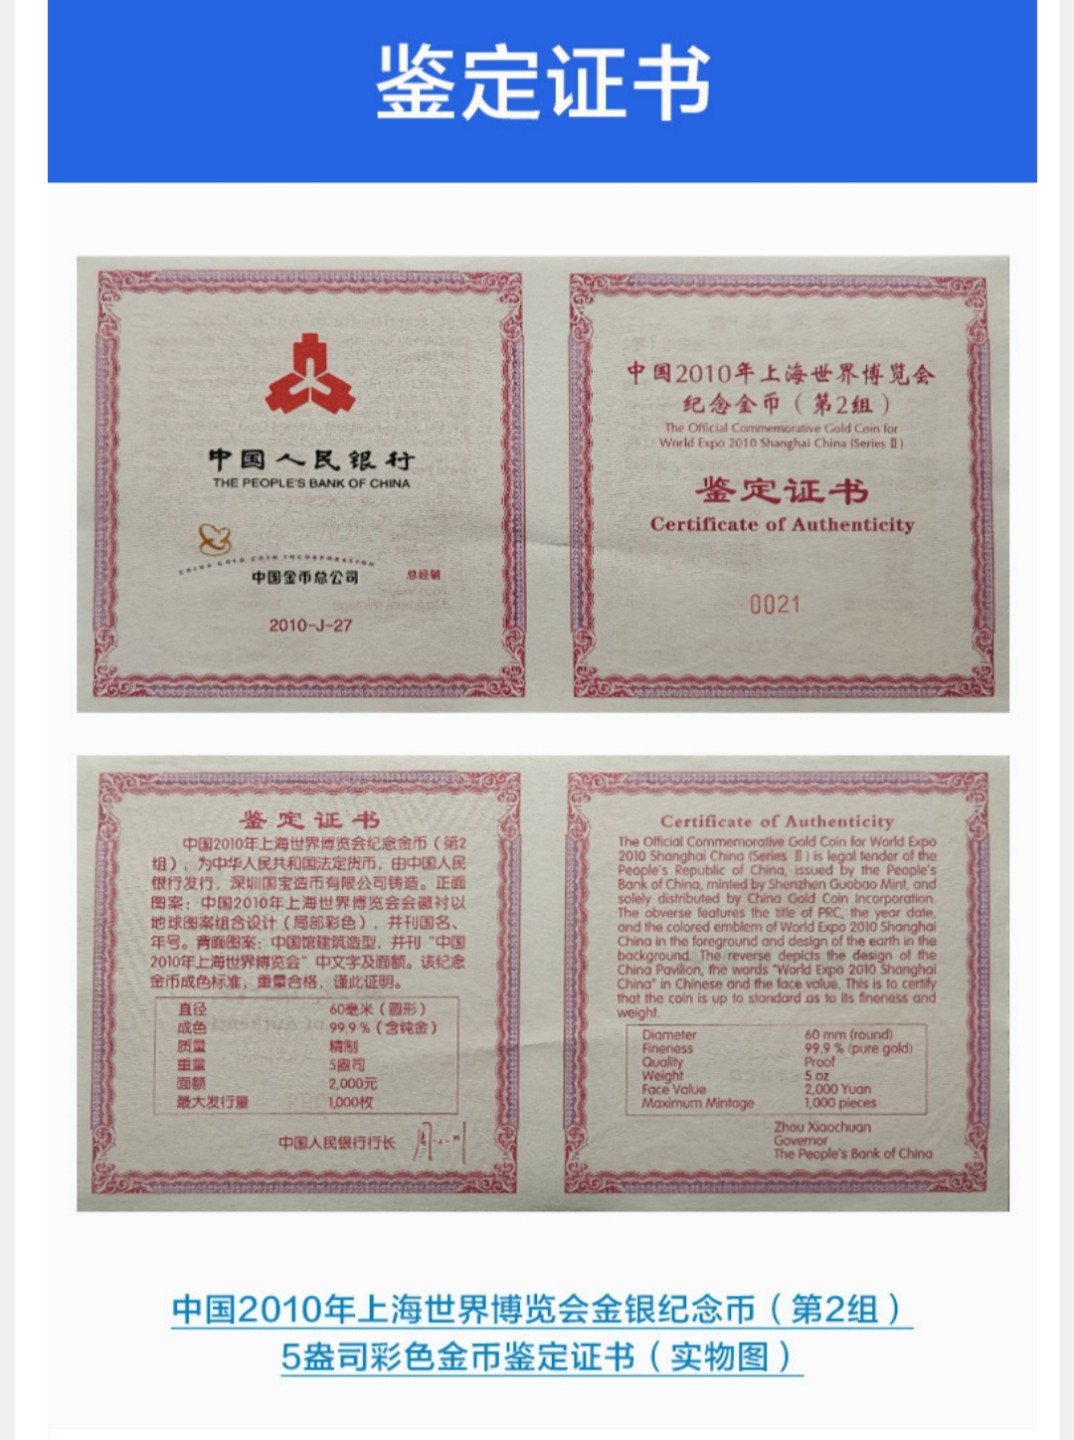 鉴定证书
中国人民银行
THE PEOPLE'S BANK OF CHINA
CHINA GOLD COIN INCORPORATION
中国金币总公司 总经销
2010-J-27
中国2010年上海世界博览会
纪念金币（第2组）
The Official Commemorative Gold Coin for
World Expo 2010 Shanghai China (Series Ⅱ)
鉴定证书
Certificate of Authenticity
0021
鉴定证书
中国2010年上海世界博览会纪念金币（第2
组），为中华人民共和国法定货币，由中国人民
银行发行，深圳国宝造币有限公司铸造。正面
图案：中国2010年上海世界博览会会徽衬以
地球图案组合设计（局部彩色），并刊国名、
年号。背面图案：中国馆建筑造型，并刊“中国
2010年上海世界博览会”中文字及面额。该纪念
金币成色标准，重量合格，谨此证明。
直径 60毫米（圆形）
成色 99.9％（含纯金）
质量 精制
重量 5盎司
面额 2,000元
最大发行量 1,000枚
中国人民银行行长
Certificate of Authenticity
The Official Commemorative Gold Coin for World Expo
2010 Shanghai China (Series Ⅱ) is legal tender of the
People's Republic of China, issued by the People's
Bank of China, minted by Shenzhen Guobao Mint, and
solely distributed by China Gold Coin Incorporation.
The obverse features the title of PRC, the year date,
and the colored emblem of World Expo 2010 Shanghai
China in the foreground and design of the earth in the
background. The reverse depicts the design of the
China Pavilion, the words "World Expo 2010 Shanghai
China" in Chinese and the face value. This is to certify
that the coin is up to standard as to its fineness and
weight.
Diameter 60 mm (round)
Fineness 99.9 % (pure gold)
Quality Proof
Weight 5 oz
Face Value 2,000 Yuan
Maximum Mintage 1,000 pieces
Zhou Xiaochuan
Governor
The People's Bank of China
中国2010年上海世界博览会金银纪念币（第2组）
5盎司彩色金币鉴定证书（实物图）